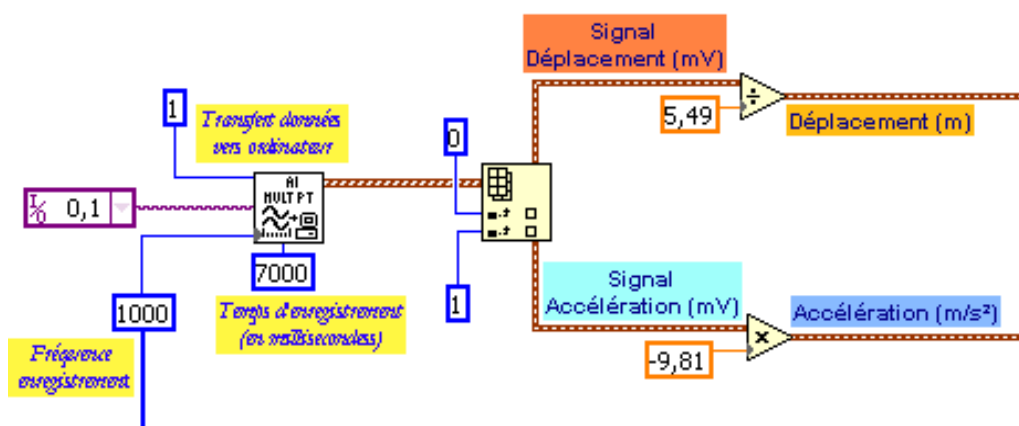 Signal
Déplacement (mV)
1
Transfert données
vers ordinateur
÷
5,49
Déplacement (m)
0
AI
MULT PT
I/O 0,1
7000
Signal
Accélération (mV)
1
1000
Temps d'enregistrement
(en millisecondess)
Accélération (m/s²)
x
-9,81
Fréquence
enregistrement